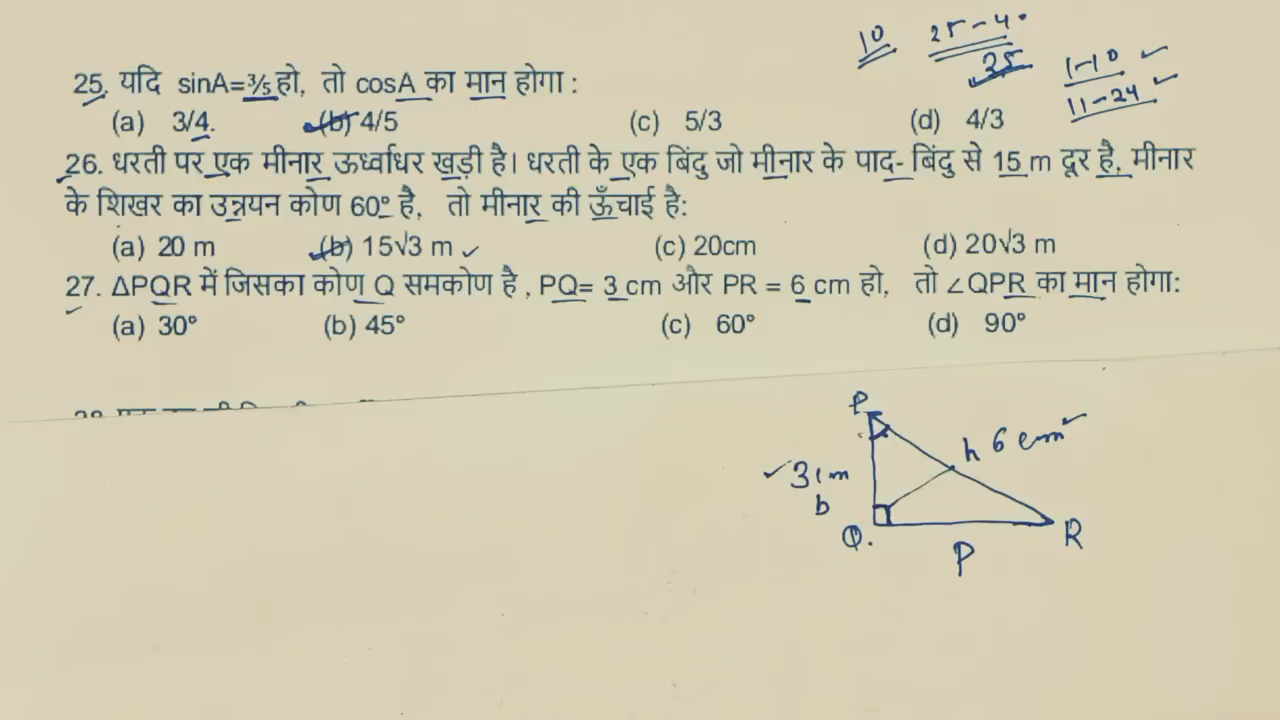 10 25-40
35
1-10
11-24
25. यदि sinA=3/5 हो, तो cosA का मान होगा :
(a) 3/4. (b) 4/5 (c) 5/3 (d) 4/3
26. धरती पर एक मीनार ऊर्ध्वाधर खड़ी है। धरती के एक बिंदु जो मीनार के पाद- बिंदु से 15 m दूर है, मीनार
के शिखर का उन्नयन कोण 60° है, तो मीनार की ऊँचाई है:
(a) 20 m (b) 15√3 m (c) 20cm (d) 20√3 m
27. ΔPQR में जिसका कोण Q समकोण है , PQ= 3 cm और PR = 6 cm हो, तो ∠QPR का मान होगा:
(a) 30° (b) 45° (c) 60° (d) 90°
P
h 6 cm
3cm
b
Q. R
P